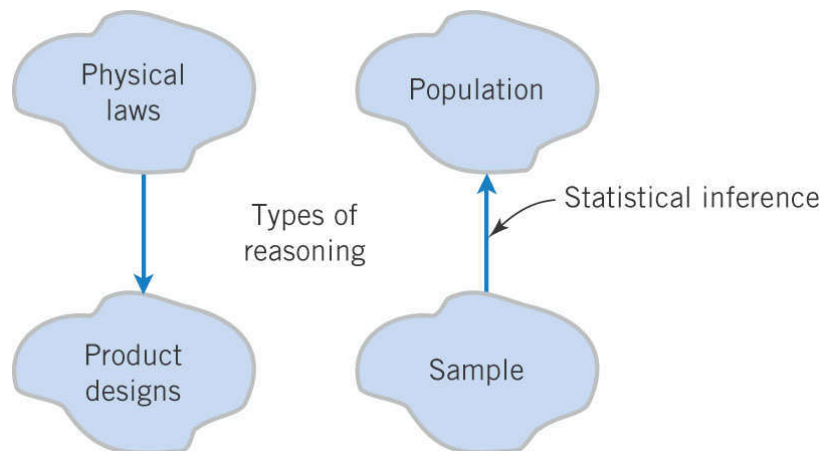 Physical
laws
Population
Types of
reasoning
Statistical inference
Product
designs
Sample